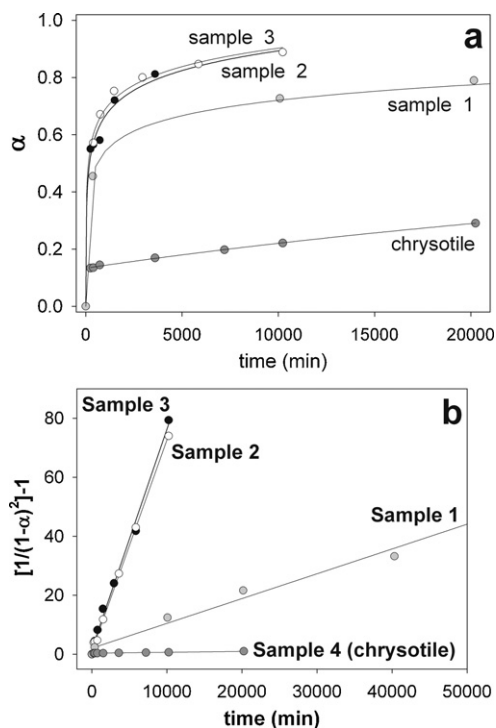 a
sample 3
sample 2
sample 1
chrysotile
α
1.0
0.8
0.6
0.4
0.2
0.0
0 5000 10000 15000 20000
time (min)
b
Sample 3
Sample 2
Sample 1
Sample 4 (chrysotile)
[1/(1-α)²]-1
80
60
40
20
0
0 10000 20000 30000 40000 50000
time (min)